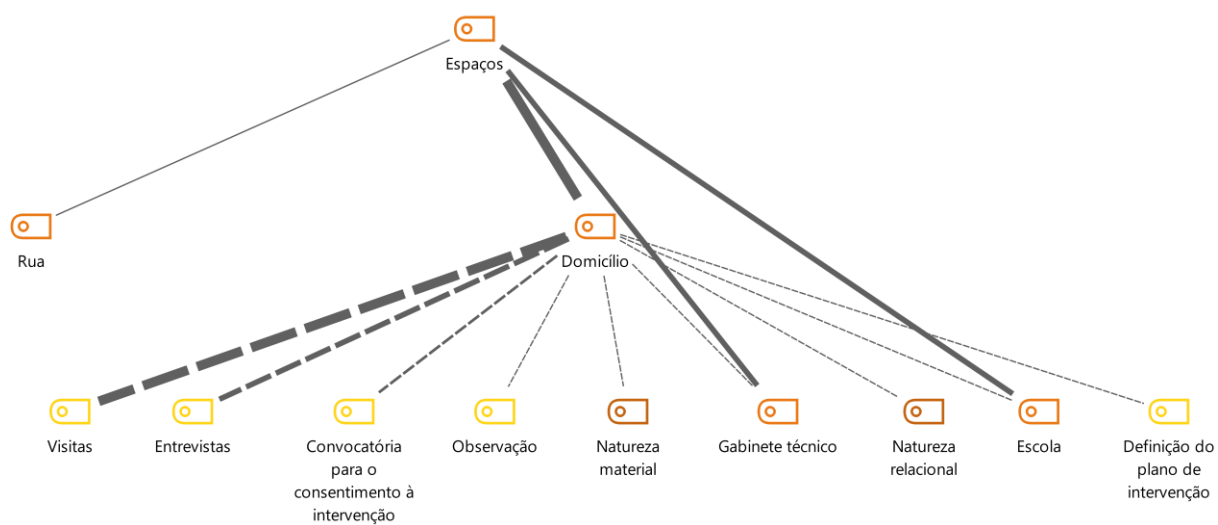 Espaços
Rua
Domicílio
Visitas
Entrevistas
Convocatória
para o
consentimento à
intervenção
Observação
Natureza
material
Gabinete técnico
Natureza
relacional
Escola
Definição do
plano de
intervenção